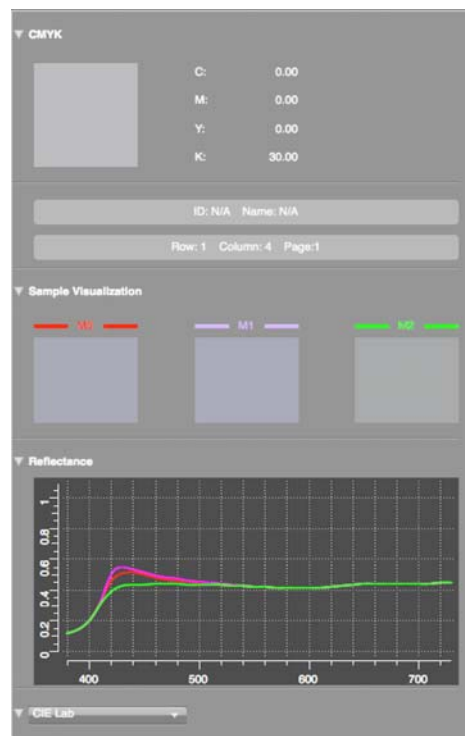 CMYK
C: 0.00
M: 0.00
Y: 0.00
K: 30.00
ID: N/A Name: N/A
Row: 1 Column: 4 Page:1
Sample Visualization
M1 M2
Reflectance
1
0.8
0.6
0.4
0.2
0
400 500 600 700
CIE Lab